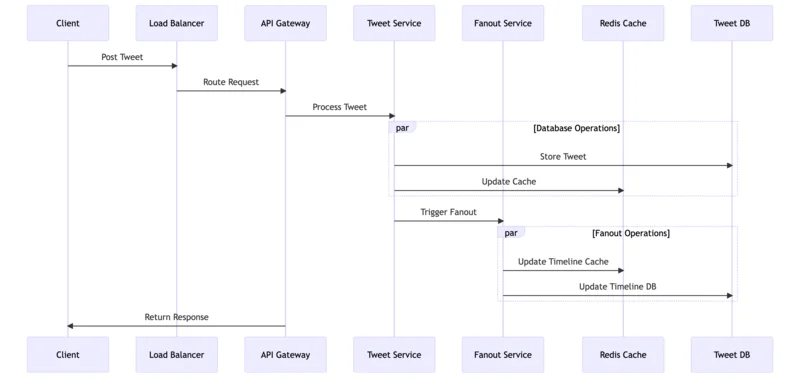 Client
Load Balancer
API Gateway
Tweet Service
Fanout Service
Redis Cache
Tweet DB
Post Tweet
Route Request
Process Tweet
par
[Database Operations]
Store Tweet
Update Cache
Trigger Fanout
par
[Fanout Operations]
Update Timeline Cache
Update Timeline DB
Return Response
Client
Load Balancer
API Gateway
Tweet Service
Fanout Service
Redis Cache
Tweet DB